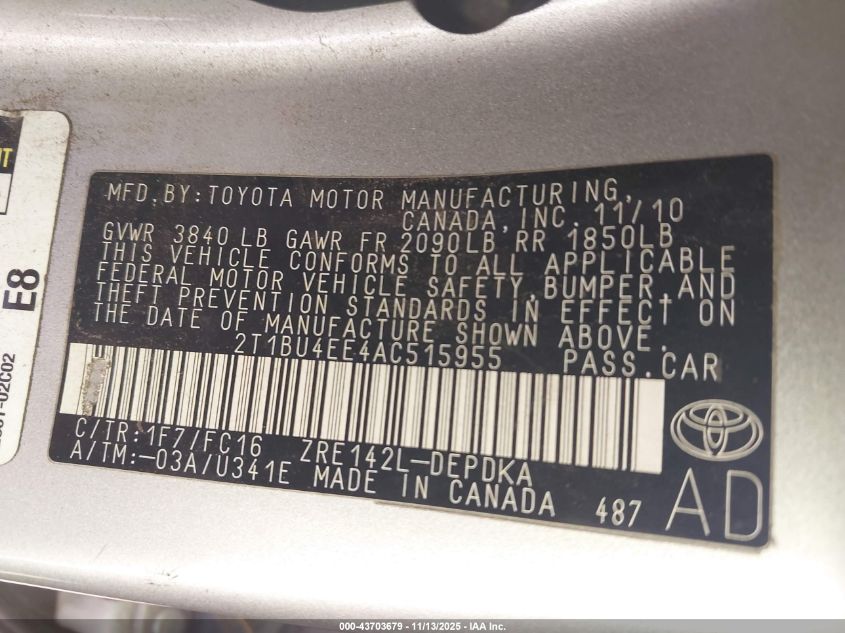 MFD.BY:TOYOTA MOTOR MANUFACTURING,
CANADA, INC. 11/10
GVWR 3840 LB GAWR FR 2090LB RR 1850LB
THIS VEHICLE CONFORMS TO ALL APPLICABLE
FEDERAL MOTOR VEHICLE SAFETY,BUMPER,AND
THEFT PREVENTION STANDARDS IN EFFECT ON
THE DATE OF MANUFACTURE SHOWN ABOVE.
2T1BU4EE4AC515955 PASS.CAR
C/TR:1F7/FC16 ZRE142L-DEPDKA
A/TM:-03A/U341E MADE IN CANADA 487
AD
E8
02C02
000-43703679 - 11/13/2025 - IAA Inc.